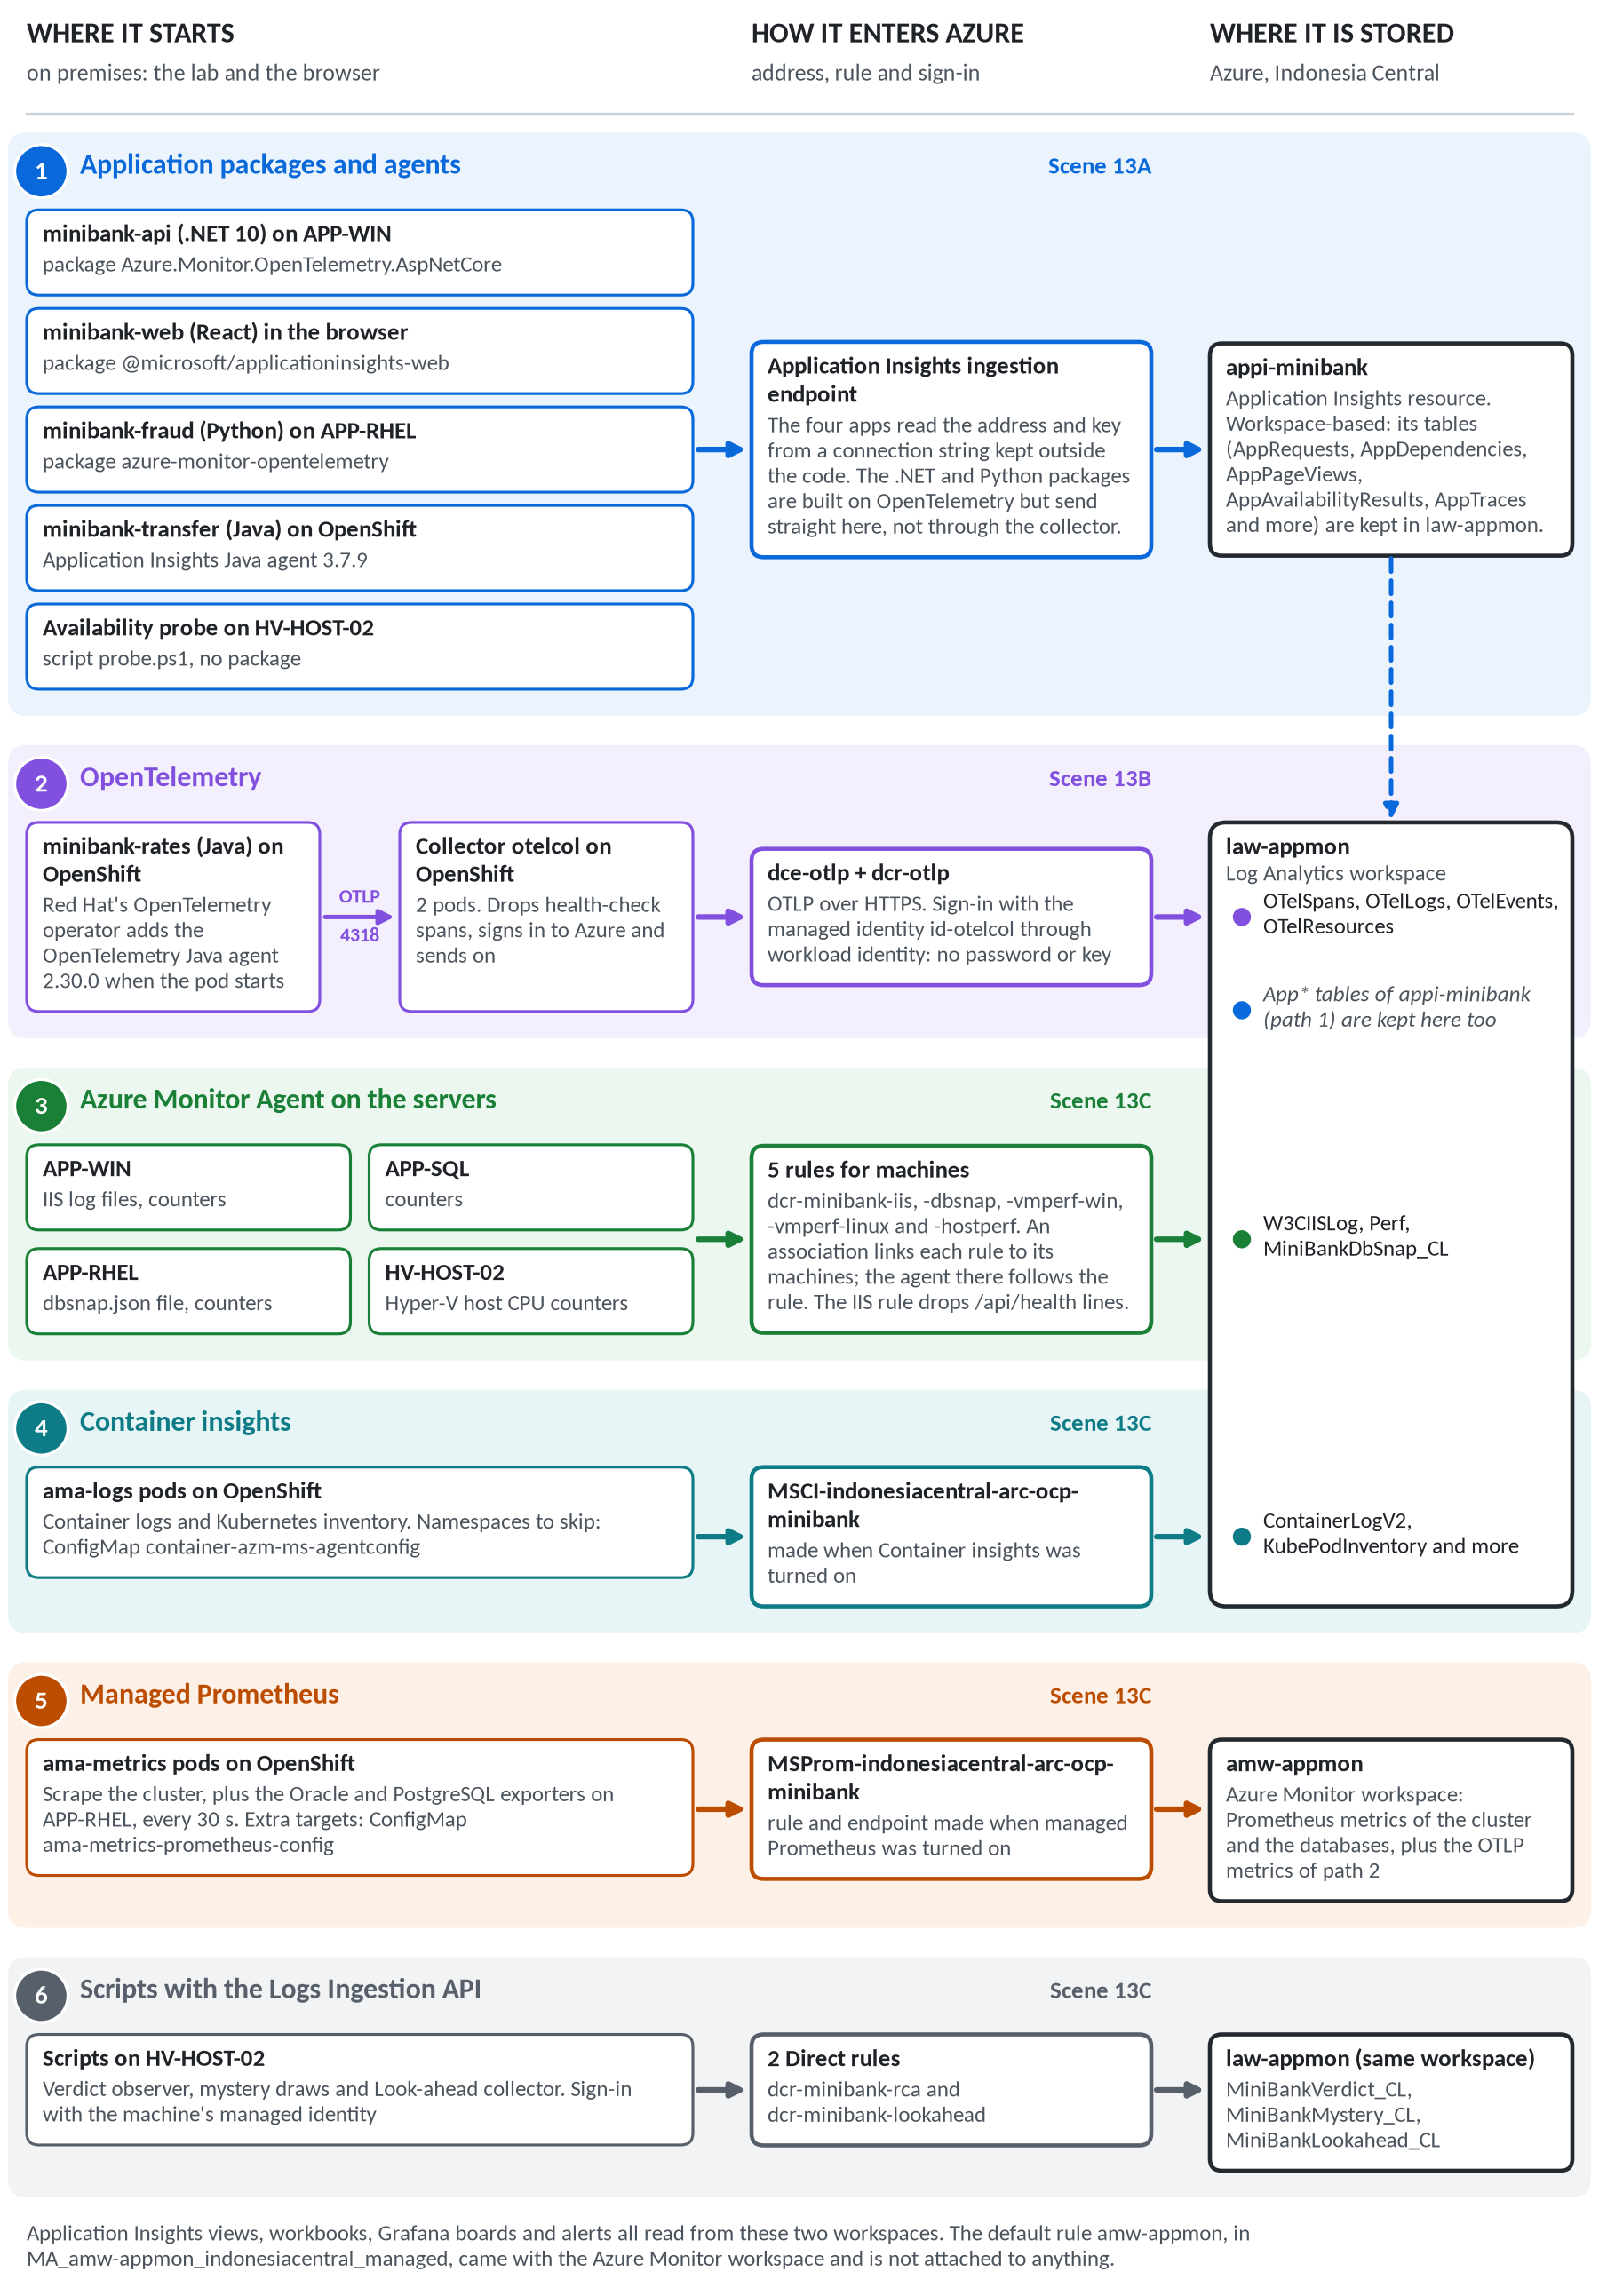 WHERE IT STARTS
on premises: the lab and the browser
HOW IT ENTERS AZURE
address, rule and sign-in
WHERE IT IS STORED
Azure, Indonesia Central
1
Application packages and agents
Scene 13A
minibank-api (.NET 10) on APP-WIN
package Azure.Monitor.OpenTelemetry.AspNetCore
minibank-web (React) in the browser
package @microsoft/applicationinsights-web
minibank-fraud (Python) on APP-RHEL
package azure-monitor-opentelemetry
minibank-transfer (Java) on OpenShift
Application Insights Java agent 3.7.9
Availability probe on HV-HOST-02
script probe.ps1, no package
Application Insights ingestion
endpoint
The four apps read the address and key
from a connection string kept outside
the code. The .NET and Python packages
are built on OpenTelemetry but send
straight here, not through the collector.
appi-minibank
Application Insights resource.
Workspace-based: its tables
(AppRequests, AppDependencies,
AppPageViews,
AppAvailabilityResults, AppTraces
and more) are kept in law-appmon.
2
OpenTelemetry
Scene 13B
minibank-rates (Java) on
OpenShift
Red Hat's OpenTelemetry
operator adds the
OpenTelemetry Java agent
2.30.0 when the pod starts
OTLP
4318
Collector otelcol on
OpenShift
2 pods. Drops health-check
spans, signs in to Azure and
sends on
dce-otlp + dcr-otlp
OTLP over HTTPS. Sign-in with the
managed identity id-otelcol through
workload identity: no password or key
law-appmon
Log Analytics workspace
OTelSpans, OTelLogs, OTelEvents,
OTelResources
App* tables of appi-minibank
(path 1) are kept here too
3
Azure Monitor Agent on the servers
Scene 13C
APP-WIN
IIS log files, counters
APP-SQL
counters
APP-RHEL
dbsnap.json file, counters
HV-HOST-02
Hyper-V host CPU counters
5 rules for machines
dcr-minibank-iis, -dbsnap, -vmperf-win,
-vmperf-linux and -hostperf. An
association links each rule to its
machines; the agent there follows the
rule. The IIS rule drops /api/health lines.
W3CIISLog, Perf,
MiniBankDbSnap_CL
4
Container insights
Scene 13C
ama-logs pods on OpenShift
Container logs and Kubernetes inventory. Namespaces to skip:
ConfigMap container-azm-ms-agentconfig
MSCI-indonesiacentral-arc-ocp-
minibank
made when Container insights was
turned on
ContainerLogV2,
KubePodInventory and more
5
Managed Prometheus
Scene 13C
ama-metrics pods on OpenShift
Scrape the cluster, plus the Oracle and PostgreSQL exporters on
APP-RHEL, every 30 s. Extra targets: ConfigMap
ama-metrics-prometheus-config
MSProm-indonesiacentral-arc-ocp-
minibank
rule and endpoint made when managed
Prometheus was turned on
amw-appmon
Azure Monitor workspace:
Prometheus metrics of the cluster
and the databases, plus the OTLP
metrics of path 2
6
Scripts with the Logs Ingestion API
Scene 13C
Scripts on HV-HOST-02
Verdict observer, mystery draws and Look-ahead collector. Sign-in
with the machine's managed identity
2 Direct rules
dcr-minibank-rca and
dcr-minibank-lookahead
law-appmon (same workspace)
MiniBankVerdict_CL,
MiniBankMystery_CL,
MiniBankLookahead_CL
Application Insights views, workbooks, Grafana boards and alerts all read from these two workspaces. The default rule amw-appmon, in
MA_amw-appmon_indonesiacentral_managed, came with the Azure Monitor workspace and is not attached to anything.